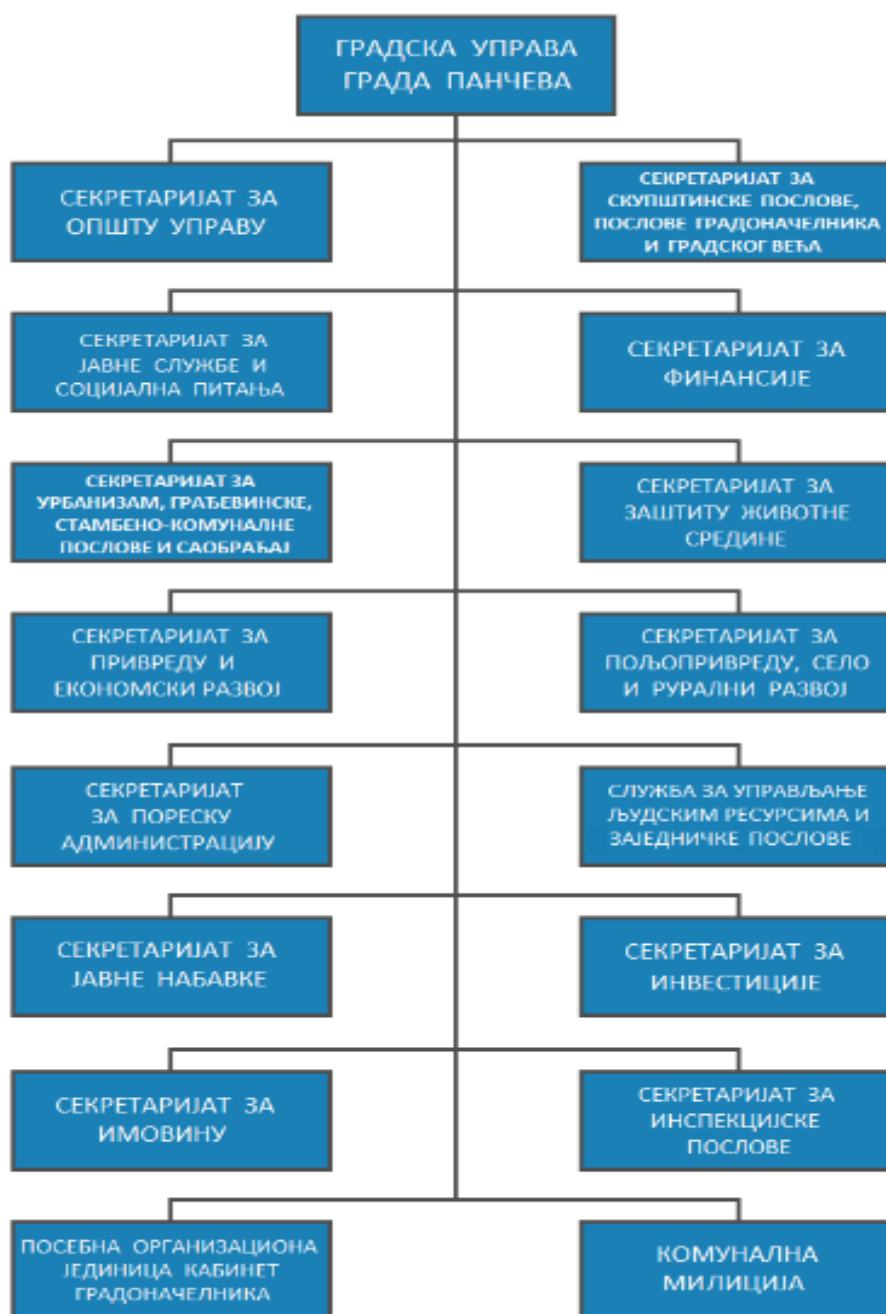 ГРАДСКА УПРАВА
ГРАДА ПАНЧЕВА
СЕКРЕТАРИЈАТ ЗА
ОПШТУ УПРАВУ
СЕКРЕТАРИЈАТ ЗА
СКУПШТИНСКЕ ПОСЛОВЕ,
ПОСЛОВЕ ГРАДОНАЧЕЛНИКА
И ГРАДСКОГ ВЕЋА
СЕКРЕТАРИЈАТ ЗА
ЈАВНЕ СЛУЖБЕ И
СОЦИЈАЛНА ПИТАЊА
СЕКРЕТАРИЈАТ ЗА
ФИНАНСИЈЕ
СЕКРЕТАРИЈАТ ЗА
УРБАНИЗАМ, ГРАЂЕВИНСКЕ,
СТАМБЕНО-КОМУНАЛНЕ
ПОСЛОВЕ И САОБРАЋАЈ
СЕКРЕТАРИЈАТ ЗА
ЗАШТИТУ ЖИВОТНЕ
СРЕДИНЕ
СЕКРЕТАРИЈАТ ЗА
ПРИВРЕДУ И
ЕКОНОМСКИ РАЗВОЈ
СЕКРЕТАРИЈАТ ЗА
ПОЉОПРИВРЕДУ, СЕЛО
И РУРАЛНИ РАЗВОЈ
СЕКРЕТАРИЈАТ
ЗА ПОРЕСКУ
АДМИНИСТРАЦИЈУ
СЛУЖБА ЗА УПРАВЉАЊЕ
ЉУДСКИМ РЕСУРСИМА И
ЗАЈЕДНИЧКЕ ПОСЛОВЕ
СЕКРЕТАРИЈАТ ЗА
ЈАВНЕ НАБАВКЕ
СЕКРЕТАРИЈАТ ЗА
ИНВЕСТИЦИЈЕ
СЕКРЕТАРИЈАТ ЗА
ИМОВИНУ
СЕКРЕТАРИЈАТ ЗА
ИНСПЕКЦИЈСКЕ
ПОСЛОВЕ
ПОСЕБНА ОРГАНИЗАЦИОНА
ЈЕДИНИЦА КАБИНЕТ
ГРАДОНАЧЕЛНИКА
КОМУНАЛНА
МИЛИЦИЈА